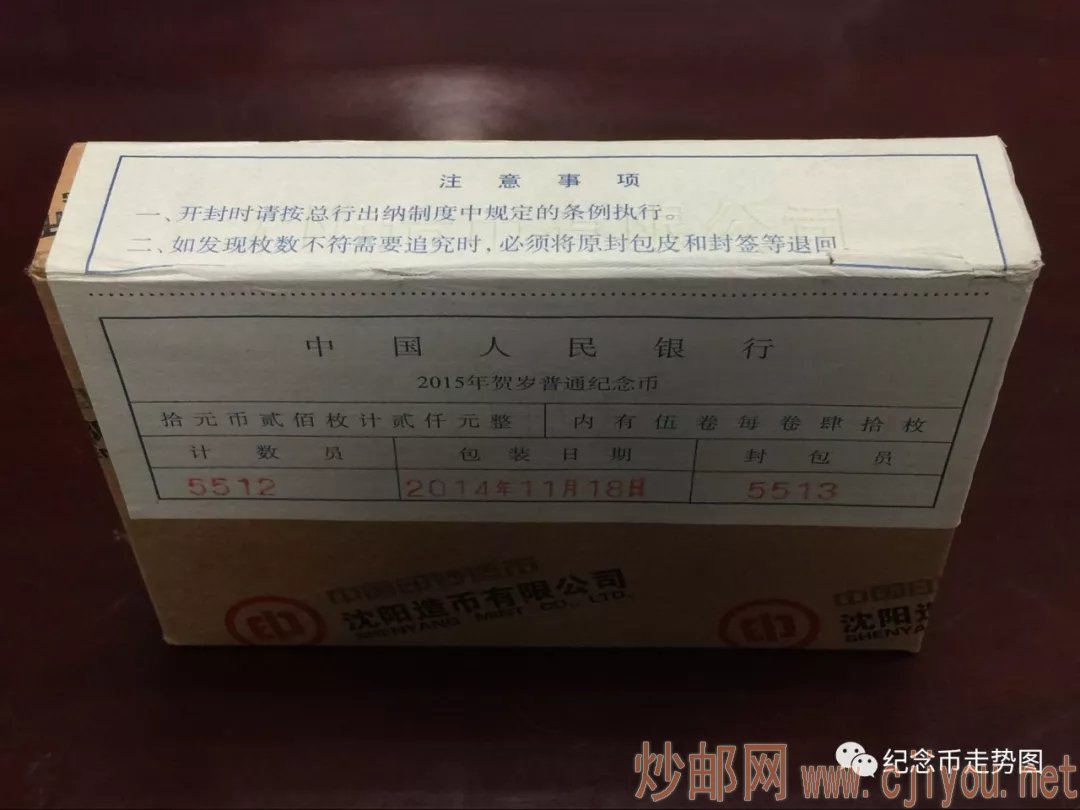 注意事项
一、开封时请按总行出纳制度中规定的条例执行。
二、如发现枚数不符需要追究时，必须将原封包皮和封签等退回
中国人民银行
2015年贺岁普通纪念币
拾元币贰佰枚计贰仟元整 内有伍卷每卷肆拾枚
计数员 包装日期 封包员
5512 2014年11月18日 5513
沈阳造币有限公司 沈阳造
SHENYANG MINT CO., LTD. SHENYA
纪念币走势图
炒邮网 www.cjiyou.net